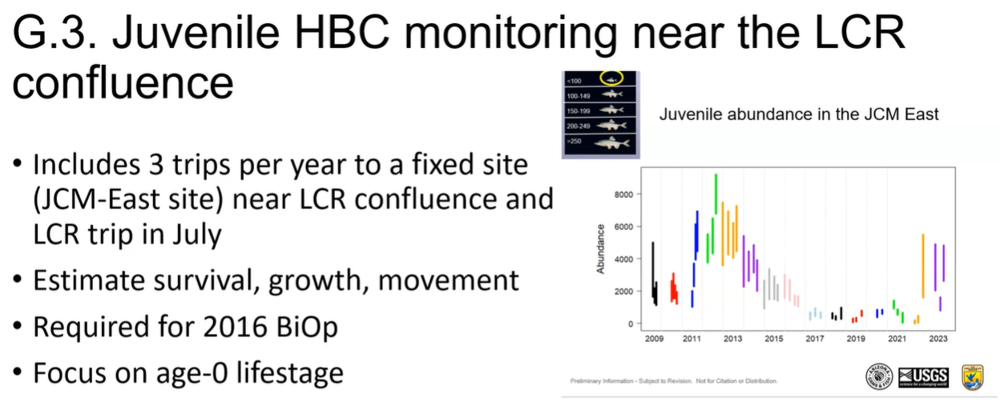 G.3. Juvenile HBC monitoring near the LCR
confluence
• Includes 3 trips per year to a fixed site
(JCM-East site) near LCR confluence and
LCR trip in July
• Estimate survival, growth, movement
• Required for 2016 BiOp
• Focus on age-0 lifestage
<100
100-149
150-199
200-249
>250
Juvenile abundance in the JCM East
Abundance
8000
6000
4000
2000
0
2009 2011 2013 2015 2017 2019 2021 2023
Preliminary Information - Subject to Revision. Not for Citation or Distribution.
ARIZONA
GAME & FISH
USGS
science for a changing world